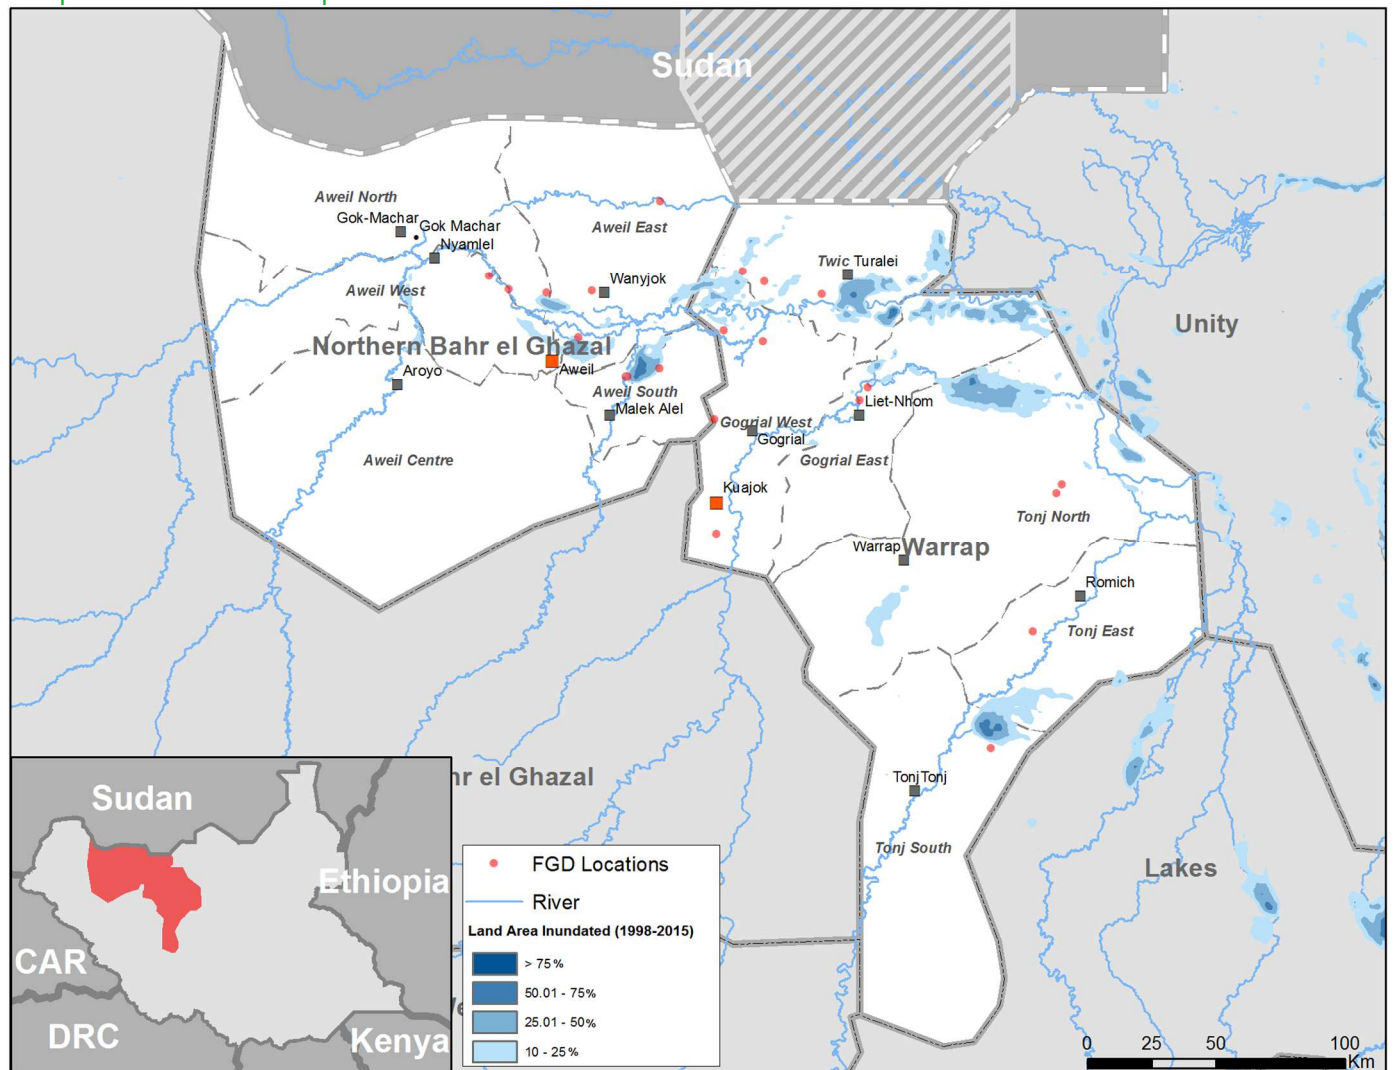 Sudan
Aweil North
Gok-Machar
Gok Machar
Nyamlel
Aweil East
Twic Turalei
Wanyjok
Aweil West
Unity
Northern Bahr el Ghazal
Aweil
Aroyo
Aweil South
Malek Alel
Liet-Nhom
Gogrial West
Gogrial
Aweil Centre
Gogrial East
Kuajok
Tonj North
Warrap
Warrap
Romich
Tonj East
hr el Ghazal
Tonj Tonj
Tonj South
Lakes
Sudan
Ethiopia
CAR
DRC
Kenya
FGD Locations
River
Land Area Inundated (1998-2015)
> 75%
50.01 - 75%
25.01 - 50%
10 - 25%
0 25 50 100
Km